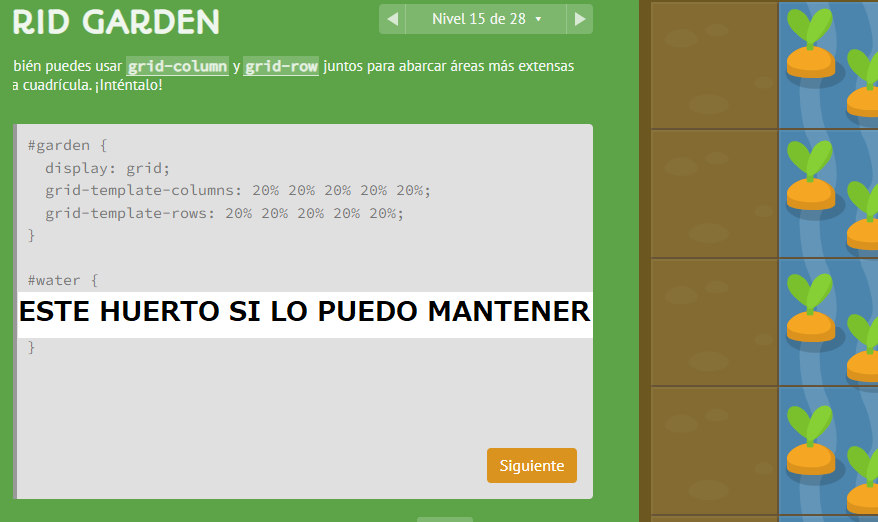 RID GARDEN
Nivel 15 de 28
bién puedes usar grid-column y grid-row juntos para abarcar áreas más extensas
a cuadrícula. ¡Inténtalo!
#garden {
display: grid;
grid-template-columns: 20% 20% 20% 20% 20%;
grid-template-rows: 20% 20% 20% 20% 20%;
}
#water {
ESTE HUERTO SI LO PUEDO MANTENER
}
Siguiente